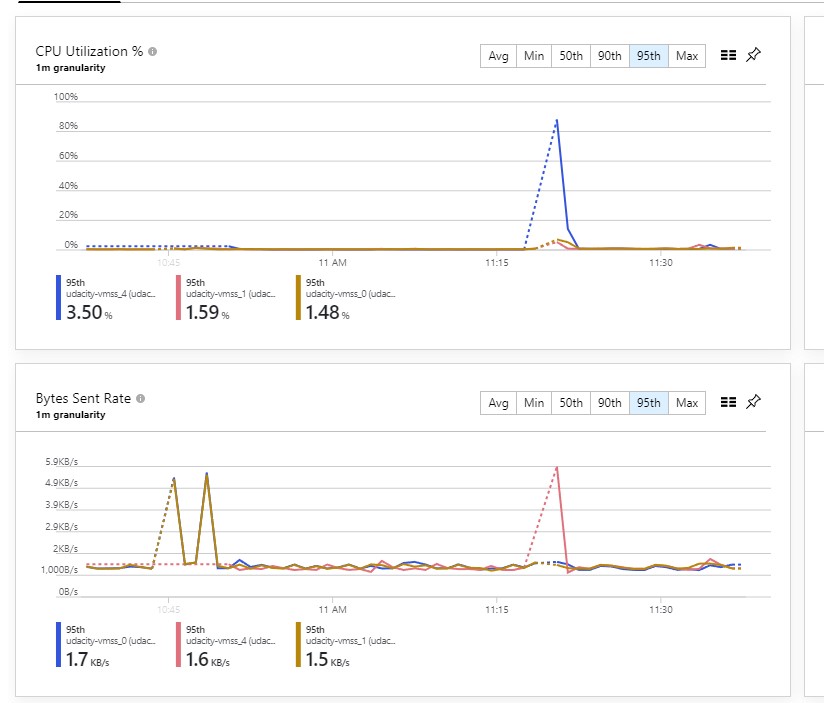 CPU Utilization %
1m granularity
Avg Min 50th 90th 95th Max
100%
80%
60%
40%
20%
0%
10:45 11 AM 11:15 11:30
95th 95th 95th
udacity-vmss_4 (udac... udacity-vmss_1 (udac... udacity-vmss_0 (udac...
3.50 % 1.59 % 1.48 %
Bytes Sent Rate
1m granularity
Avg Min 50th 90th 95th Max
5.9KB/s
4.9KB/s
3.9KB/s
2.9KB/s
2KB/s
1,000B/s
0B/s
10:45 11 AM 11:15 11:30
95th 95th 95th
udacity-vmss_0 (udac... udacity-vmss_4 (udac... udacity-vmss_1 (udac...
1.7 KB/s 1.6 KB/s 1.5 KB/s